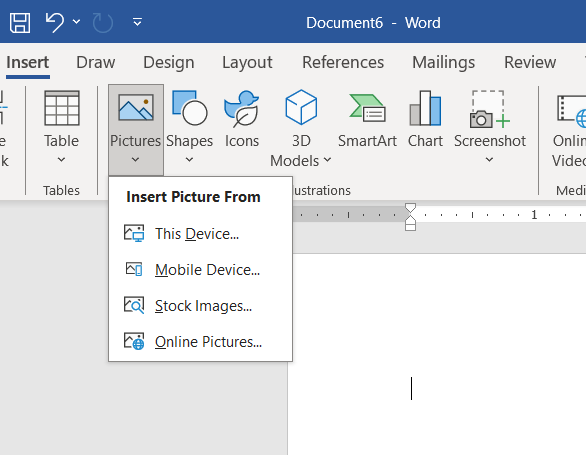 Document6 - Word
Insert Draw Design Layout References Mailings Review
Table Pictures Shapes Icons 3D Models SmartArt Chart Screenshot Online Video
Tables
Insert Picture From
This Device...
Mobile Device...
Stock Images...
Online Pictures...
1